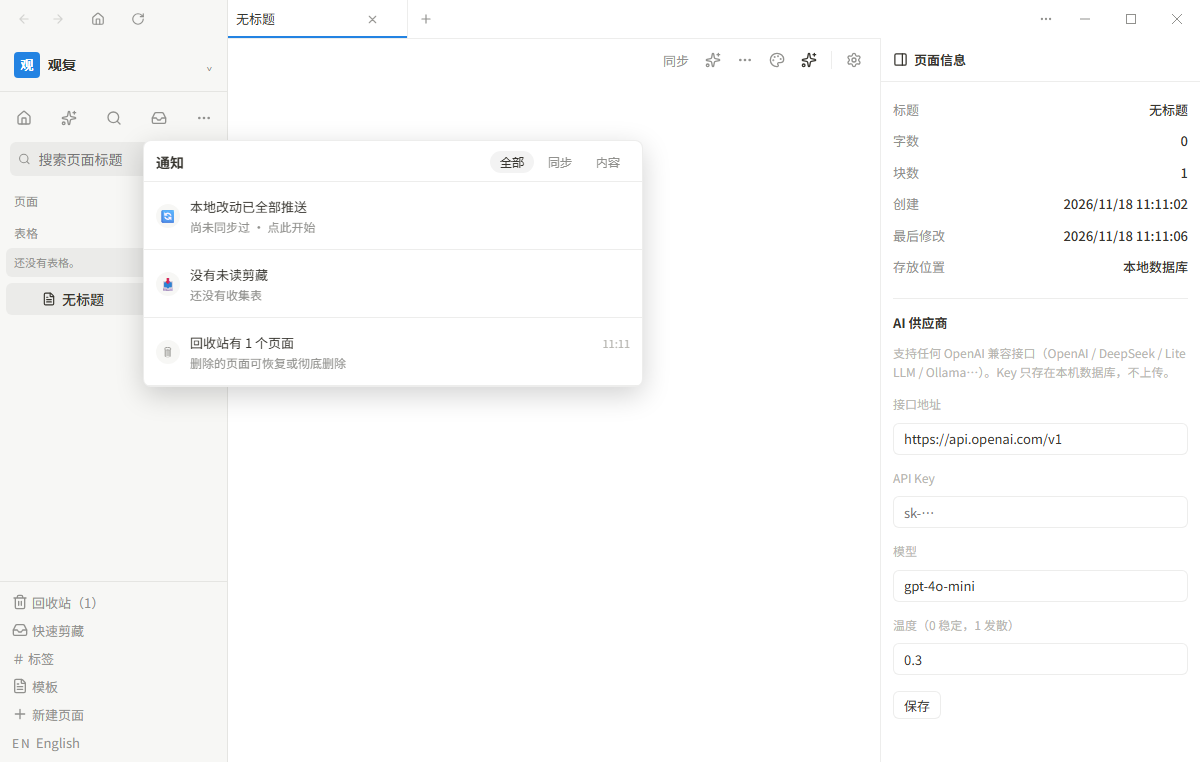 无标题
观 观复
同步
页面信息
搜索页面标题
页面
表格
还没有表格。
无标题
通知
全部 同步 内容
本地改动已全部推送
尚未同步过 · 点此开始
没有未读剪藏
还没有收集表
回收站有 1 个页面
11:11
删除的页面可恢复或彻底删除
标题 无标题
字数 0
块数 1
创建 2026/11/18 11:11:02
最后修改 2026/11/18 11:11:06
存放位置 本地数据库
AI 供应商
支持任何 OpenAI 兼容接口（OpenAI / DeepSeek / Lite
LLM / Ollama…）。Key 只存在本机数据库，不上传。
接口地址
https://api.openai.com/v1
API Key
sk-…
模型
gpt-4o-mini
温度（0 稳定，1 发散）
0.3
保存
回收站（1）
快速剪藏
# 标签
模板
新建页面
EN English